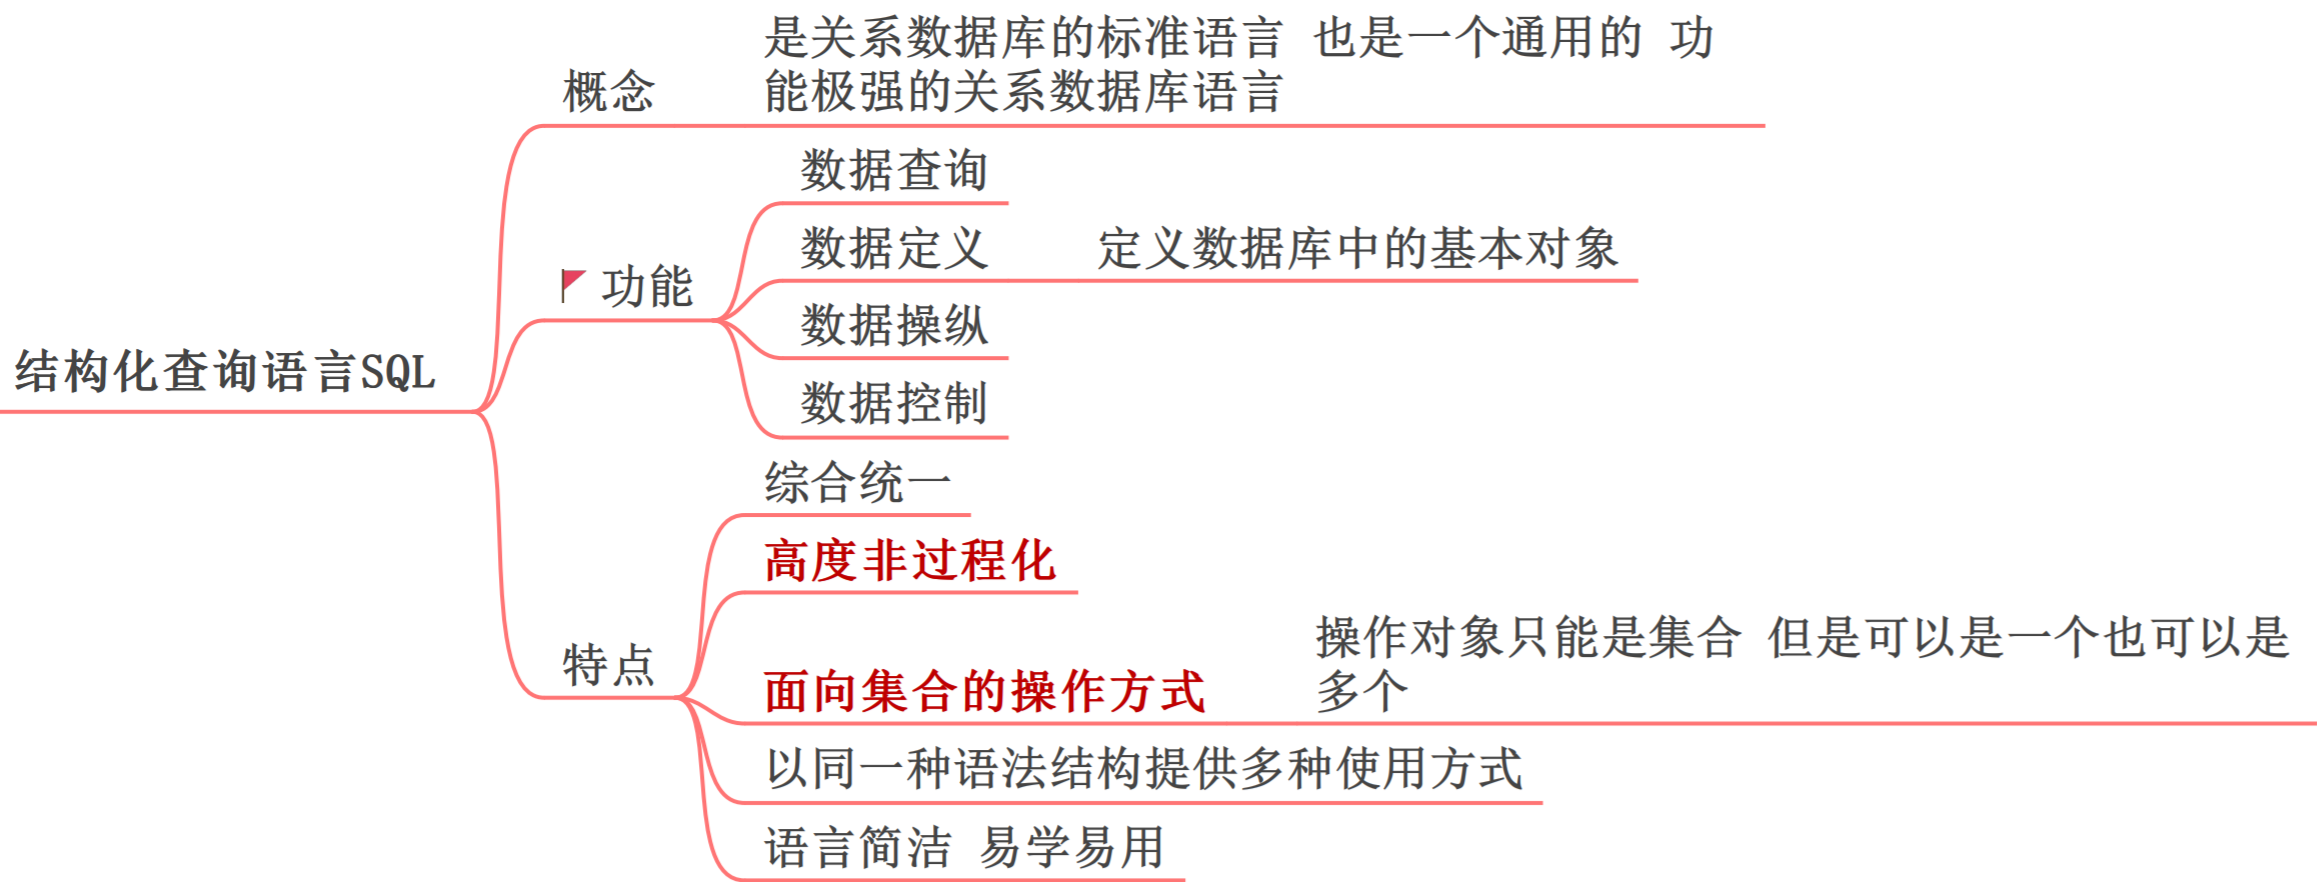 是关系数据库的标准语言 也是一个通用的 功
概念
能极强的关系数据库语言
数据查询
数据定义
定义数据库中的基本对象
功能
数据操纵
结构化查询语言SQL
数据控制
综合统一
高度非过程化
操作对象只能是集合 但是可以是一个也可以是
特点
面向集合的操作方式
多个
以同一种语法结构提供多种使用方式
语言简洁 易学易用